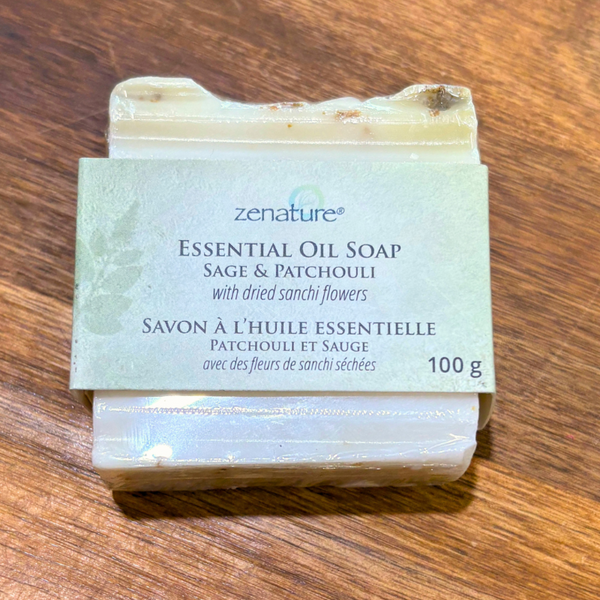 zenature®
ESSENTIAL OIL SOAP
SAGE & PATCHOULI
with dried sanchi flowers
SAVON À L'HUILE ESSENTIELLE
PATCHOULI ET SAUGE
avec des fleurs de sanchi séchées
100 g